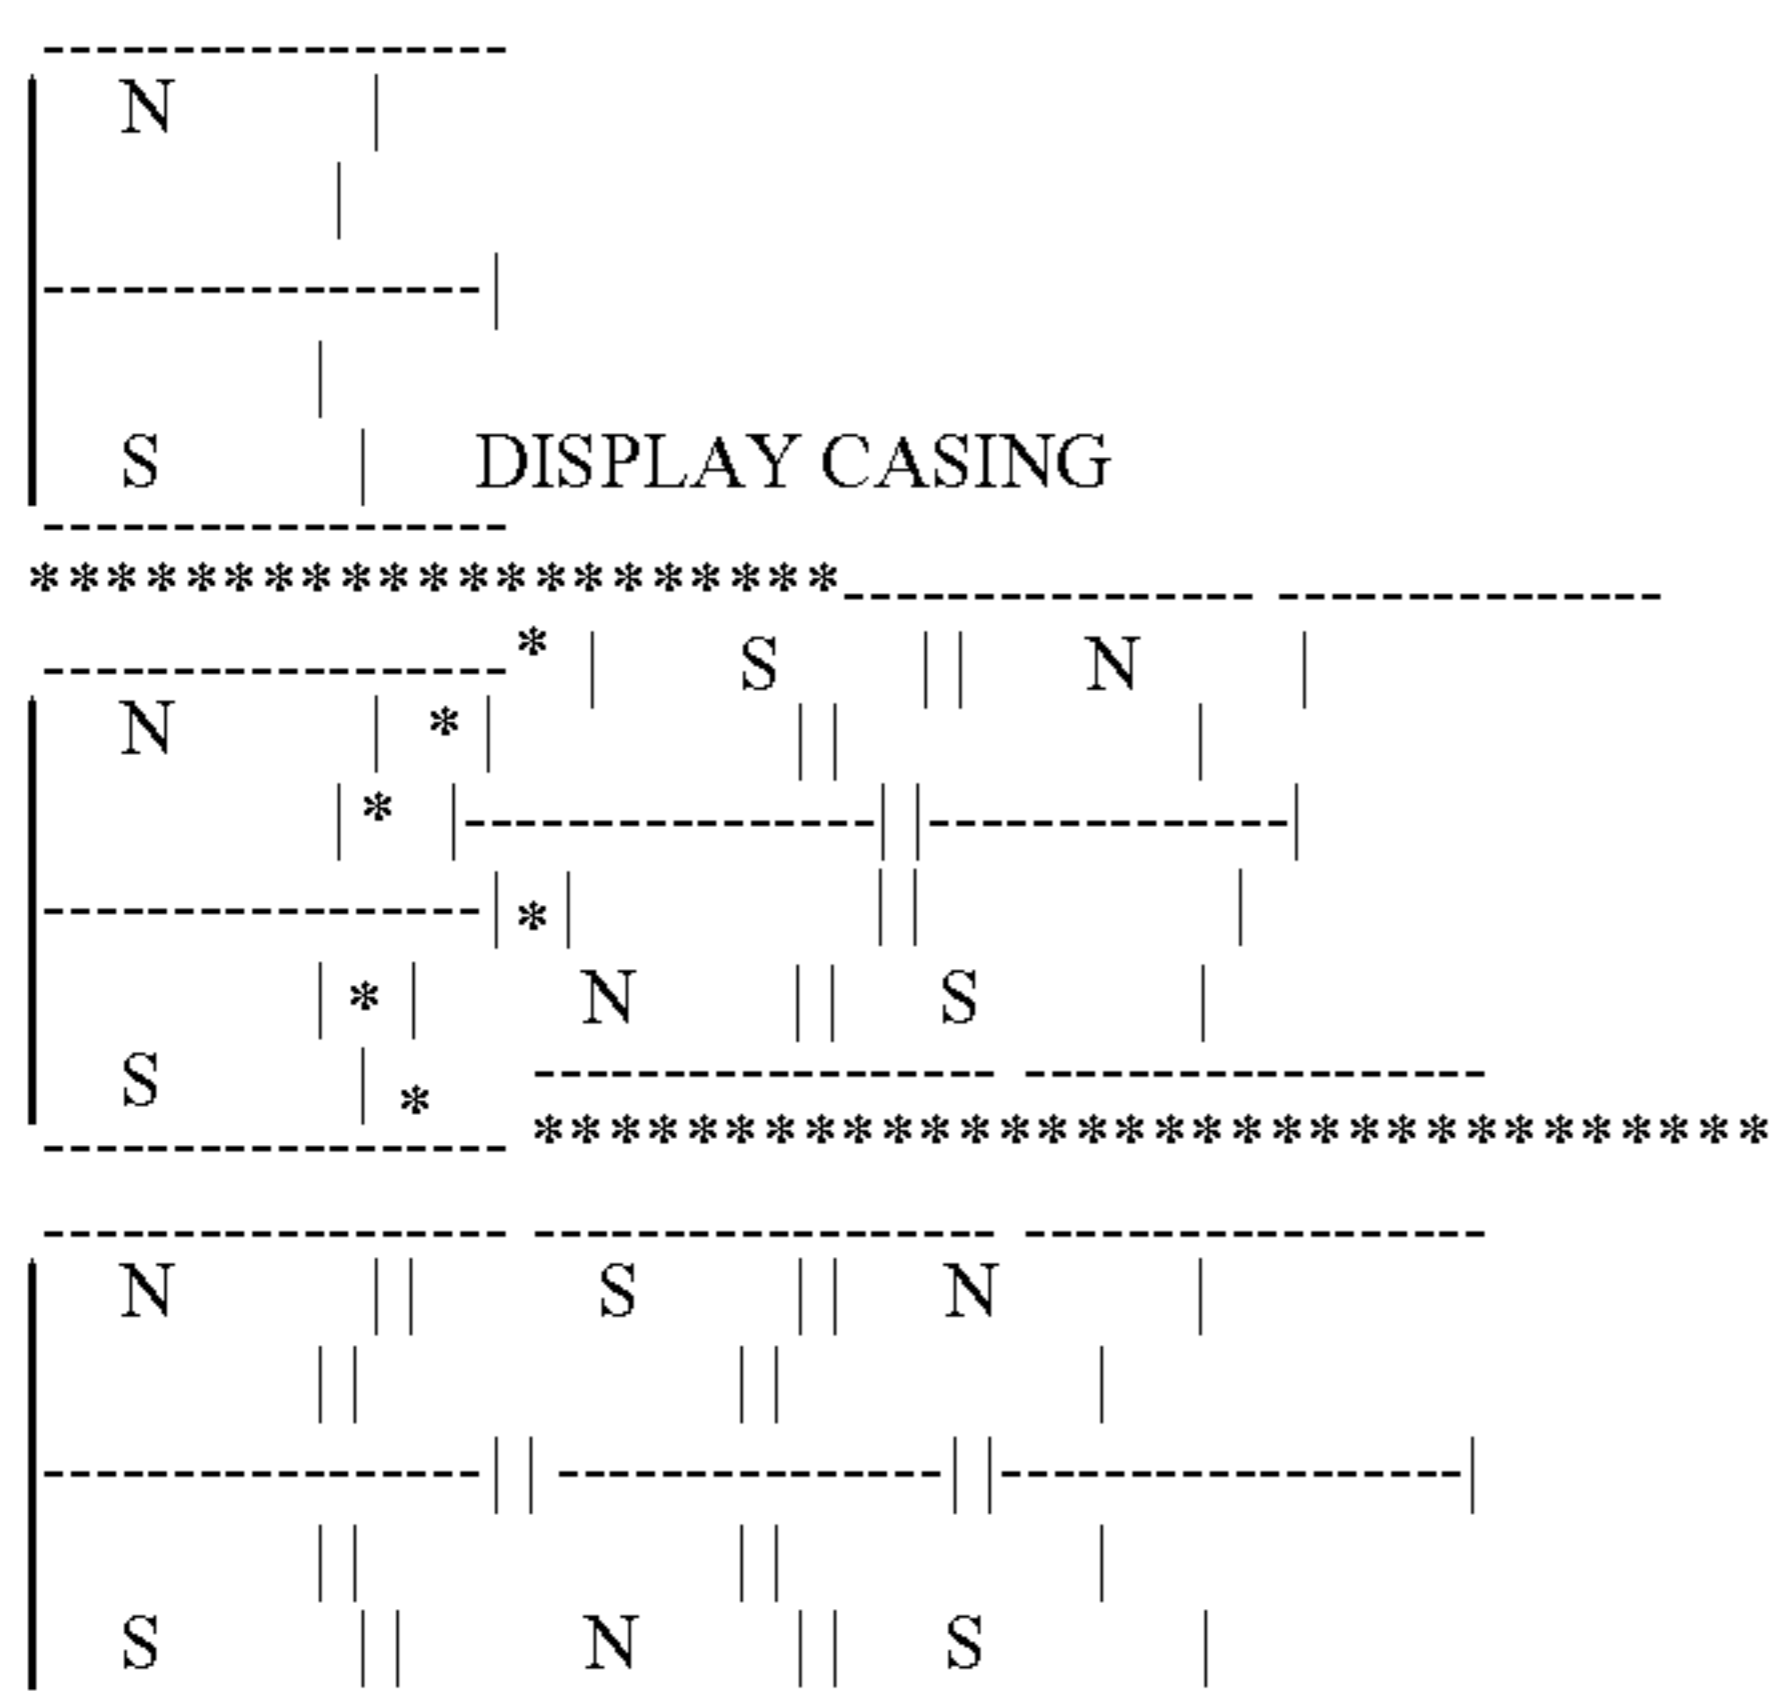 ------------------
| N |
|
------------------|
|
S | DISPLAY CASING
------------------
*********************---------------- ---------------
* | S || N |
------------------
N | * | || |
| * |----------------||--------------|
-----------------|*| || |
| * | N || S |
S | * ------------------ ------------------
********************************
------------------
------------------ ------------------ ------------------
| N || S || N |
|| || |
-----------------|| ---------------||------------------|
|| || |
S || N || S |